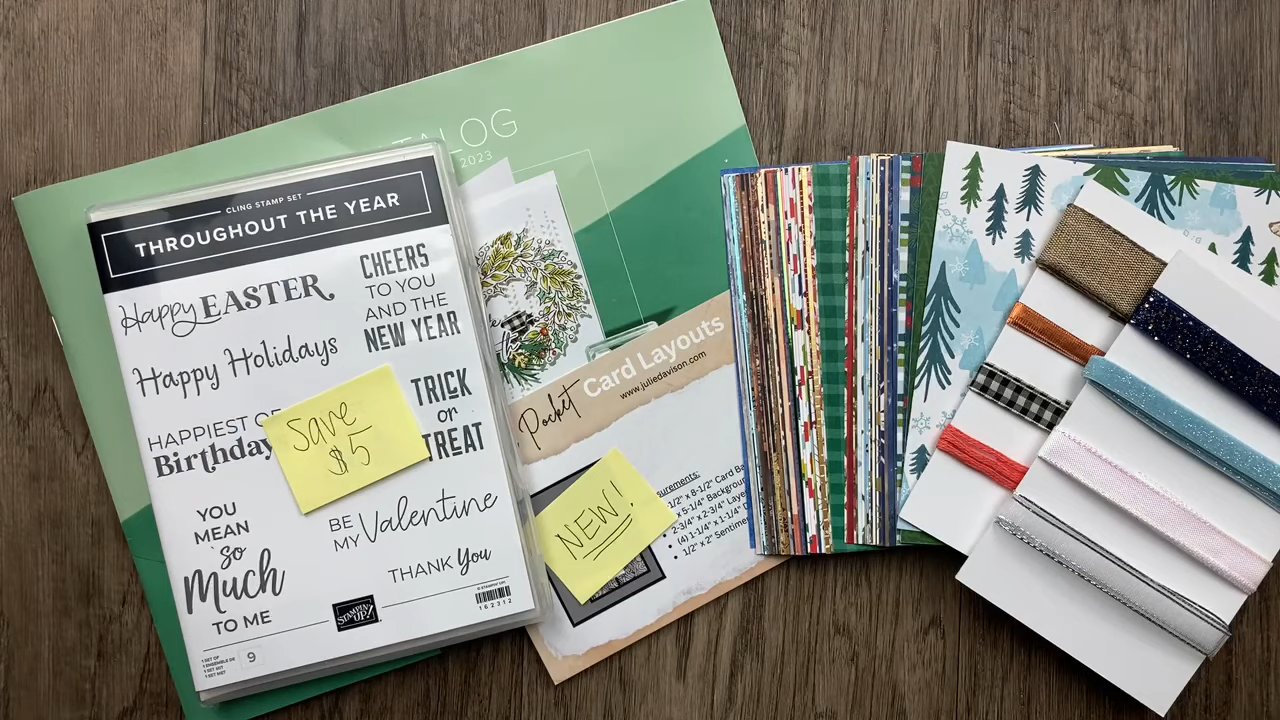 TALOG
2023
CLING STAMP SET
THROUGHOUT THE YEAR
Happy EASTER
CHEERS
TO YOU
AND THE
NEW YEAR
Happy Holidays
HAPPIEST OF
Birthday
Save
$5
TRICK
or
TREAT
YOU
MEAN
so
Much
TO ME
BE
MY Valentine
THANK You
STAMPIN' UP!
162312
9
Pocket Card Layouts
www.juliedavison.com
NEW!
surements:
1/2" x 8-1/2" Card Ba
x 5-1/4" Backgroun
2-3/4" x 2-3/4" Laye
(4) 1-1/4" x 1-1/4" D
1/2" x 2" Sentime